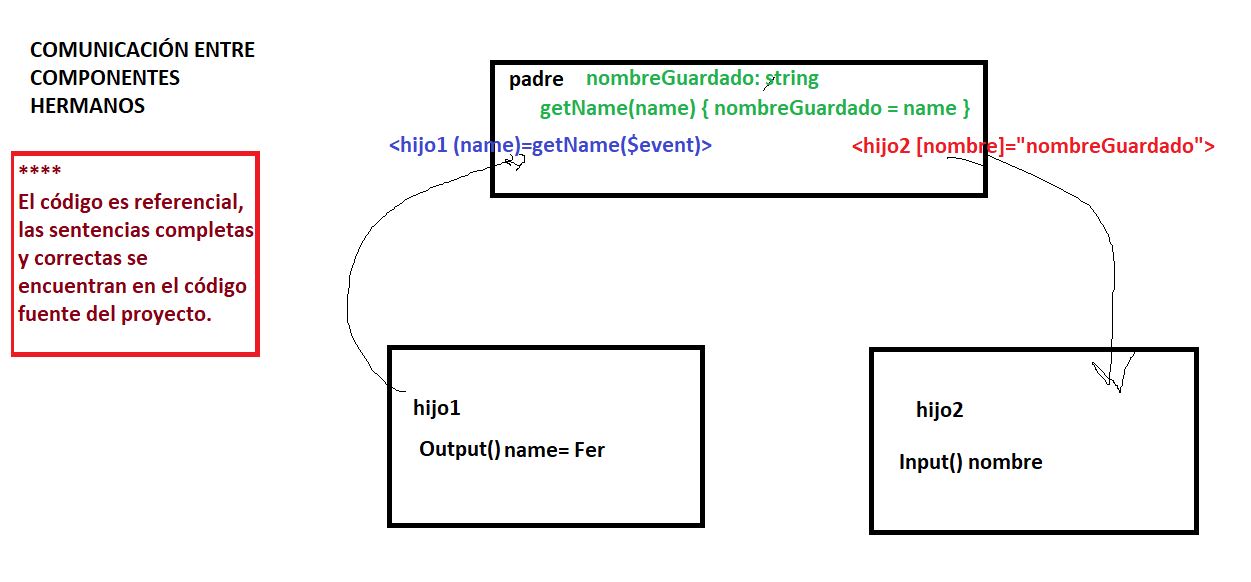 COMUNICACIÓN ENTRE
COMPONENTES
HERMANOS
****
El código es referencial,
las sentencias completas
y correctas se
encuentran en el código
fuente del proyecto.
padre nombreGuardado: string
getName(name) { nombreGuardado = name }
<hijo1 (name)=getName($event)>
<hijo2 [nombre]="nombreGuardado">
hijo1
Output() name= Fer
hijo2
Input() nombre